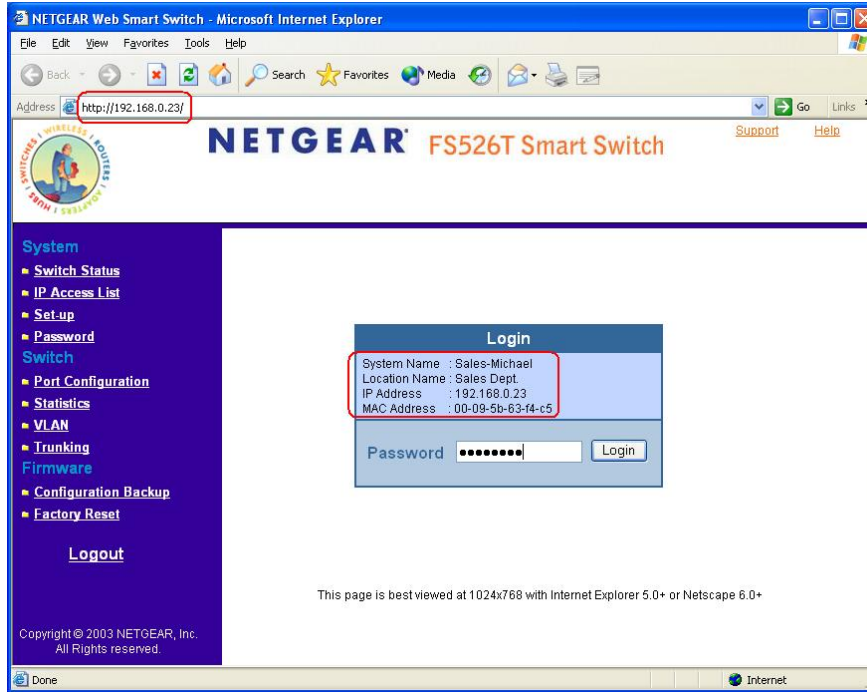 NETGEAR Web Smart Switch - Microsoft Internet Explorer
File Edit View Favorites Tools Help
Back Search Favorites Media
Address http://192.168.0.23/ Go Links
SWITCHES WIRELESS ROUTERS ADAPTERS HUBS
NETGEAR FS526T Smart Switch
Support Help
System
Switch Status
IP Access List
Set-up
Password
Switch
Port Configuration
Statistics
VLAN
Trunking
Firmware
Configuration Backup
Factory Reset
Logout
Copyright © 2003 NETGEAR, Inc.
All Rights reserved.
Login
System Name : Sales-Michael
Location Name : Sales Dept.
IP Address : 192.168.0.23
MAC Address : 00-09-5b-63-f4-c5
Password ●●●●●●●● Login
This page is best viewed at 1024x768 with Internet Explorer 5.0+ or Netscape 6.0+
Done Internet